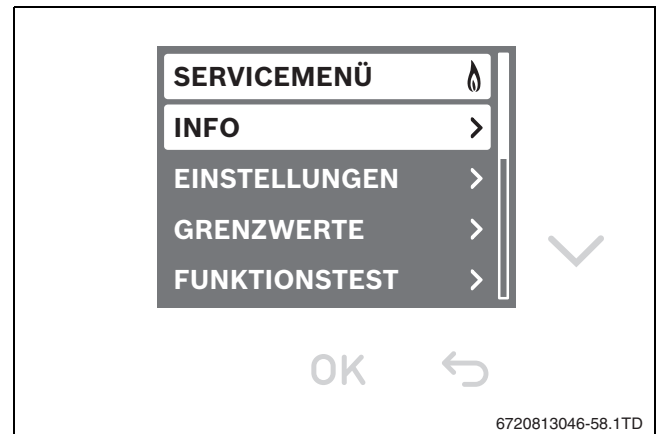 SERVICEMENÜ
INFO >
EINSTELLUNGEN >
GRENZWERTE >
FUNKTIONSTEST >
OK
6720813046-58.1TD